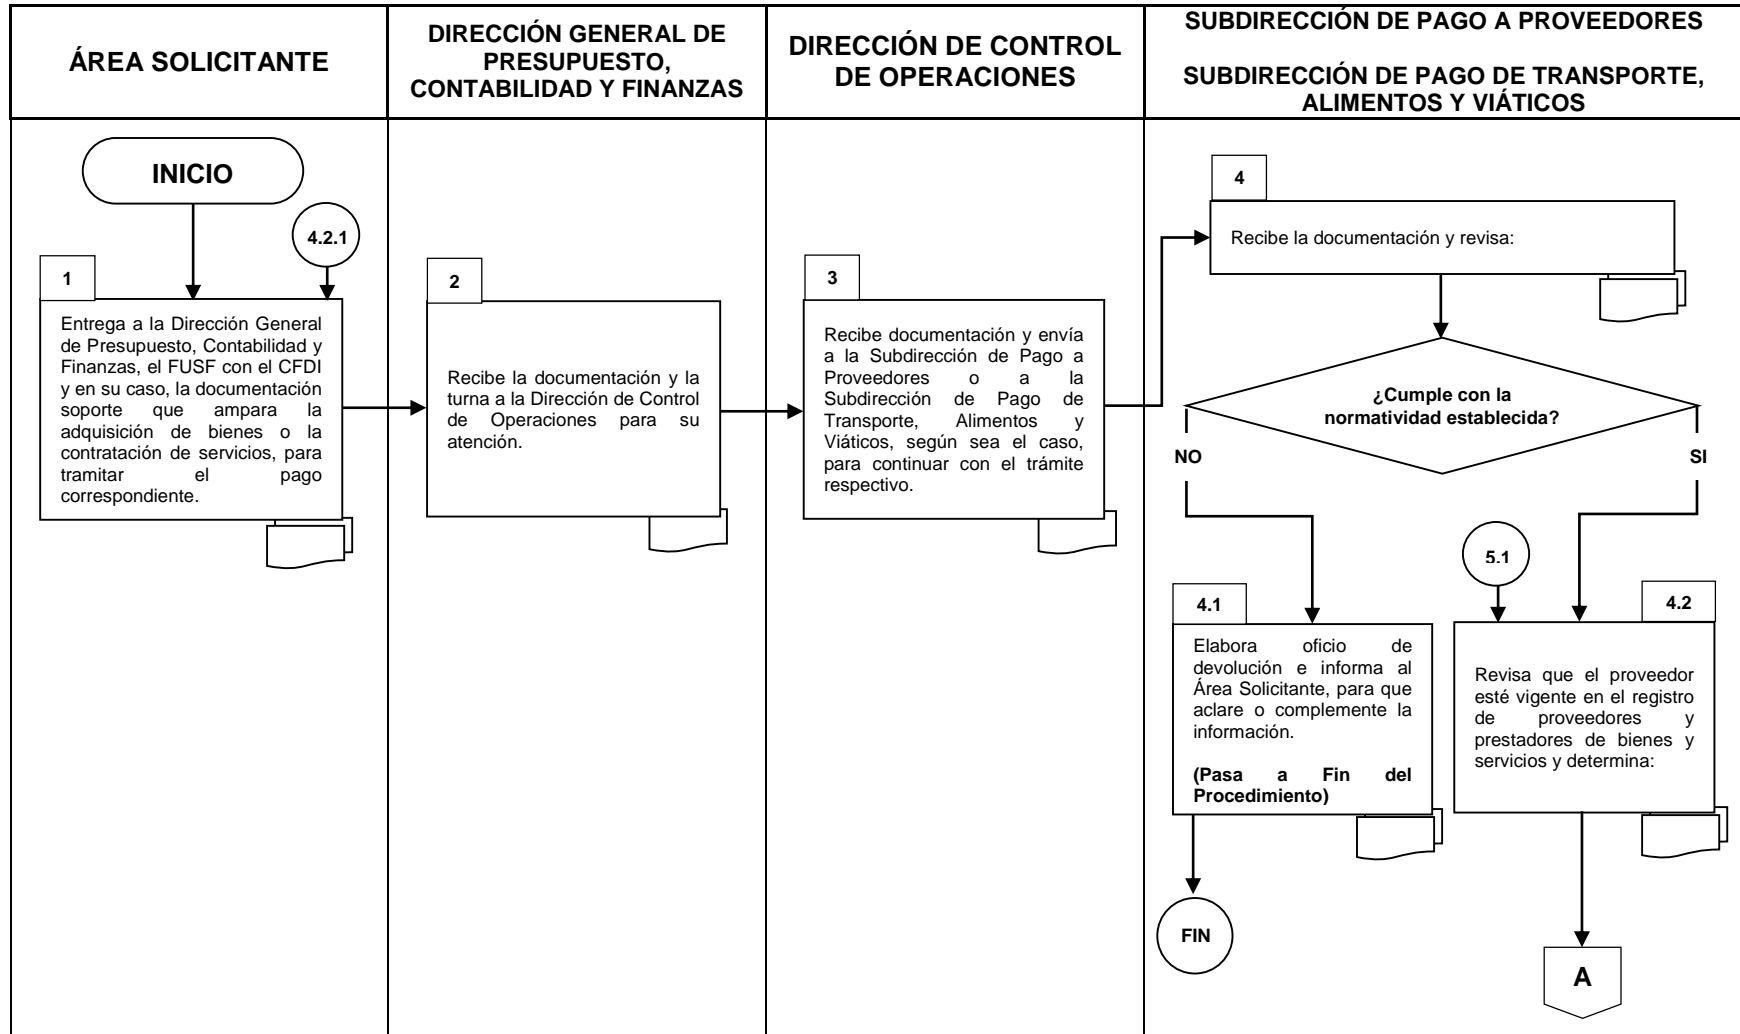 ÁREA SOLICITANTE
DIRECCIÓN GENERAL DE
PRESUPUESTO,
CONTABILIDAD Y FINANZAS
DIRECCIÓN DE CONTROL
DE OPERACIONES
SUBDIRECCIÓN DE PAGO A PROVEEDORES
SUBDIRECCIÓN DE PAGO DE TRANSPORTE,
ALIMENTOS Y VIÁTICOS
INICIO
4.2.1
1
Entrega a la Dirección General
de Presupuesto, Contabilidad y
Finanzas, el FUSF con el CFDI
y en su caso, la documentación
soporte que ampara la
adquisición de bienes o la
contratación de servicios, para
tramitar el pago
correspondiente.
2
Recibe la documentación y la
turna a la Dirección de Control
de Operaciones para su
atención.
3
Recibe documentación y envía
a la Subdirección de Pago a
Proveedores o a la
Subdirección de Pago de
Transporte, Alimentos y
Viáticos, según sea el caso,
para continuar con el trámite
respectivo.
4
Recibe la documentación y revisa:
¿Cumple con la
normatividad establecida?
NO
SI
5.1
4.1
Elabora oficio de
devolución e informa al
Área Solicitante, para que
aclare o complemente la
información.
(Pasa a Fin del
Procedimiento)
4.2
Revisa que el proveedor
esté vigente en el registro
de proveedores y
prestadores de bienes y
servicios y determina:
FIN
A